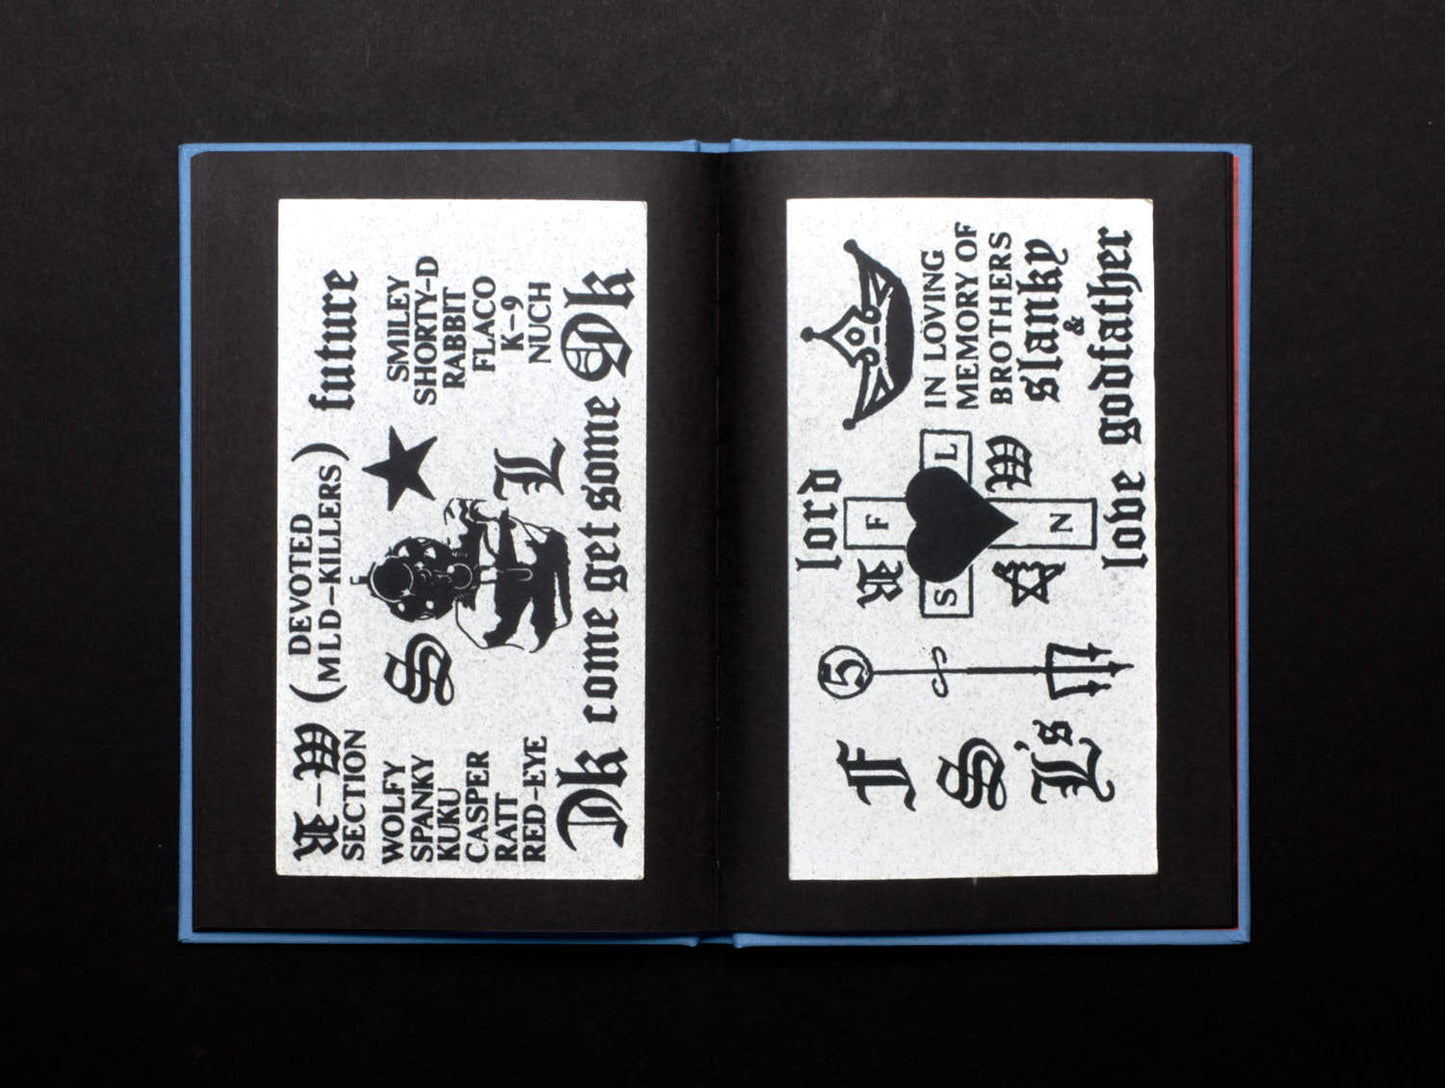 R-W
SECTION
DEVOTED
(MLD-KILLERS)
future
WOLFY
SPANKY
KUKU
CASPER
RATT
RED-EYE
S L
SMILEY
SHORTY-D
RABBIT
FLACO
K-9
NUCH
Dk come get some Dk
F
S
L's
5
lord
R F
S L
W
N
love
IN LOVING
MEMORY OF
BROTHERS
slanky
&
godfather